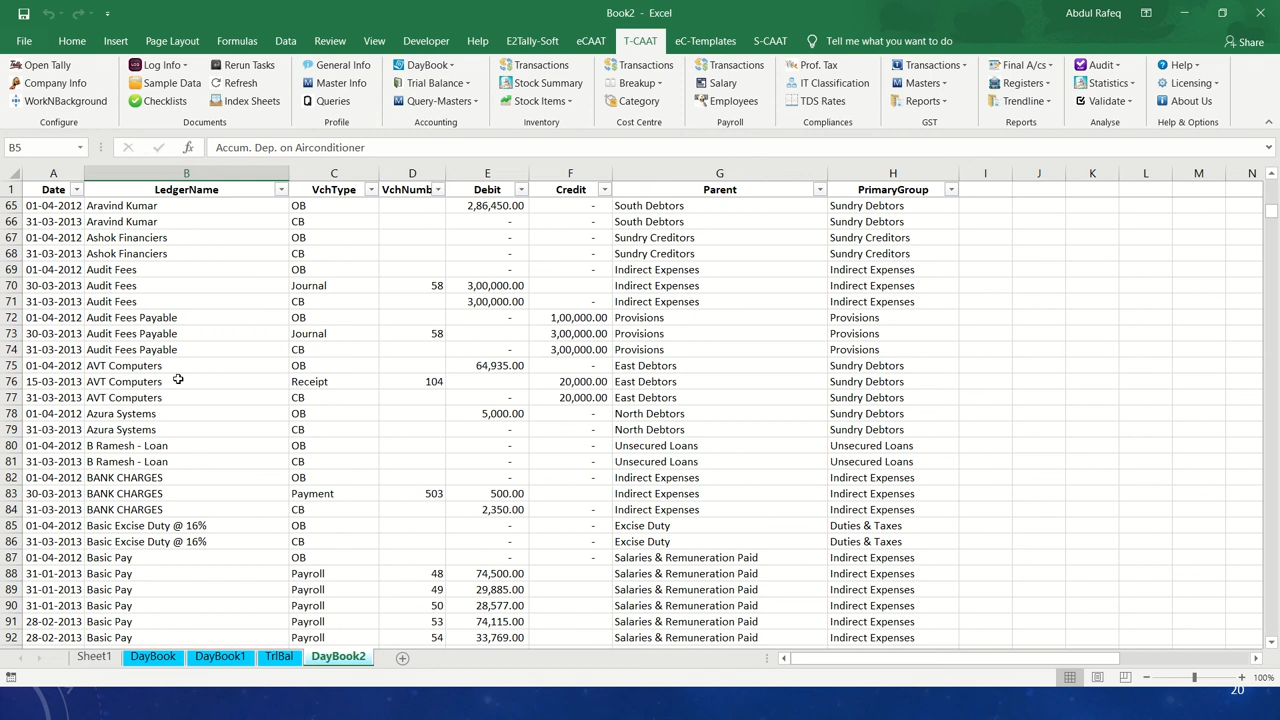 Book2 - Excel
Abdul Rafeq
File Home Insert Page Layout Formulas Data Review View Developer Help E2Tally-Soft eCAAT T-CAAT eC-Templates S-CAAT Tell me what you want to do Share
Open Tally Log Info Rerun Tasks General Info DayBook Transactions Transactions Transactions Prof. Tax Transactions Final A/cs Audit Help
Company Info Sample Data Refresh Master Info Trial Balance Stock Summary Breakup Salary IT Classification Masters Registers Statistics Licensing
WorkNBackground Checklists Index Sheets Queries Query-Masters Stock Items Category Employees TDS Rates Reports Trendline Validate About Us
Configure Documents Profile Accounting Inventory Cost Centre Payroll Compliances GST Reports Analyse Help & Options
B5 fx Accum. Dep. on Airconditioner
A B C D E F G H I J K L M N
1 Date LedgerName VchType VchNumb Debit Credit Parent PrimaryGroup
65 01-04-2012 Aravind Kumar OB 2,86,450.00 - South Debtors Sundry Debtors
66 31-03-2013 Aravind Kumar CB - - South Debtors Sundry Debtors
67 01-04-2012 Ashok Financiers OB - - Sundry Creditors Sundry Creditors
68 31-03-2013 Ashok Financiers CB - - Sundry Creditors Sundry Creditors
69 01-04-2012 Audit Fees OB - - Indirect Expenses Indirect Expenses
70 30-03-2013 Audit Fees Journal 58 3,00,000.00 Indirect Expenses Indirect Expenses
71 31-03-2013 Audit Fees CB 3,00,000.00 - Indirect Expenses Indirect Expenses
72 01-04-2012 Audit Fees Payable OB - 1,00,000.00 Provisions Provisions
73 30-03-2013 Audit Fees Payable Journal 58 3,00,000.00 Provisions Provisions
74 31-03-2013 Audit Fees Payable CB - 3,00,000.00 Provisions Provisions
75 01-04-2012 AVT Computers OB 64,935.00 - East Debtors Sundry Debtors
76 15-03-2013 AVT Computers Receipt 104 20,000.00 East Debtors Sundry Debtors
77 31-03-2013 AVT Computers CB - 20,000.00 East Debtors Sundry Debtors
78 01-04-2012 Azura Systems OB 5,000.00 - North Debtors Sundry Debtors
79 31-03-2013 Azura Systems CB - - North Debtors Sundry Debtors
80 01-04-2012 B Ramesh - Loan OB - - Unsecured Loans Unsecured Loans
81 31-03-2013 B Ramesh - Loan CB - - Unsecured Loans Unsecured Loans
82 01-04-2012 BANK CHARGES OB - - Indirect Expenses Indirect Expenses
83 30-03-2013 BANK CHARGES Payment 503 500.00 Indirect Expenses Indirect Expenses
84 31-03-2013 BANK CHARGES CB 2,350.00 - Indirect Expenses Indirect Expenses
85 01-04-2012 Basic Excise Duty @ 16% OB - - Excise Duty Duties & Taxes
86 31-03-2013 Basic Excise Duty @ 16% CB - - Excise Duty Duties & Taxes
87 01-04-2012 Basic Pay OB - - Salaries & Remuneration Paid Indirect Expenses
88 31-01-2013 Basic Pay Payroll 48 74,500.00 Salaries & Remuneration Paid Indirect Expenses
89 31-01-2013 Basic Pay Payroll 49 29,885.00 Salaries & Remuneration Paid Indirect Expenses
90 31-01-2013 Basic Pay Payroll 50 28,577.00 Salaries & Remuneration Paid Indirect Expenses
91 28-02-2013 Basic Pay Payroll 53 74,115.00 Salaries & Remuneration Paid Indirect Expenses
92 28-02-2013 Basic Pay Payroll 54 33,769.00 Salaries & Remuneration Paid Indirect Expenses
Sheet1 DayBook DayBook1 TrlBal DayBook2
100%
20